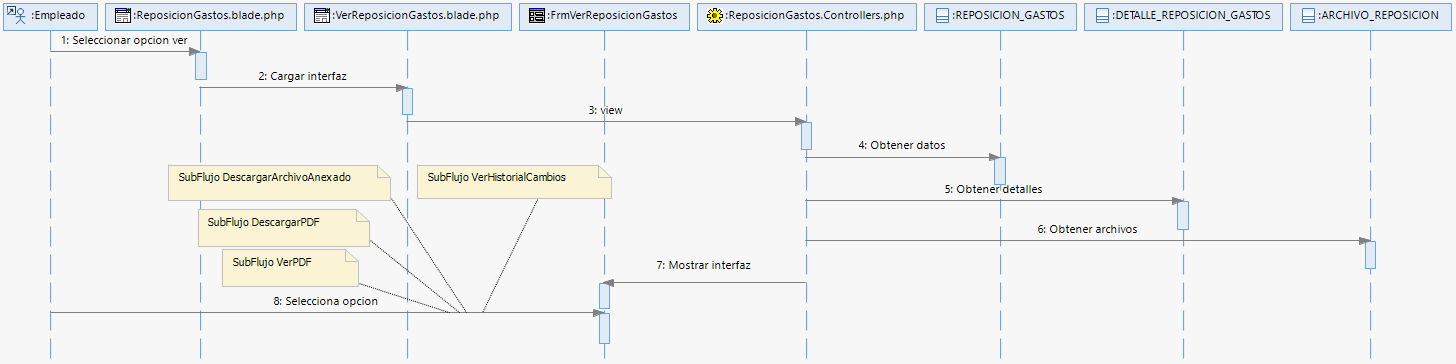 :Empleado
:ReposicionGastos.blade.php
:VerReposicionGastos.blade.php
:FrmVerReposicionGastos
:ReposicionGastos.Controllers.php
:REPOSICION_GASTOS
:DETALLE_REPOSICION_GASTOS
:ARCHIVO_REPOSICION
1: Seleccionar opcion ver
2: Cargar interfaz
3: view
4: Obtener datos
SubFlujo DescargarArchivoAnexado
SubFlujo VerHistorialCambios
5: Obtener detalles
SubFlujo DescargarPDF
6: Obtener archivos
SubFlujo VerPDF
7: Mostrar interfaz
8: Selecciona opcion